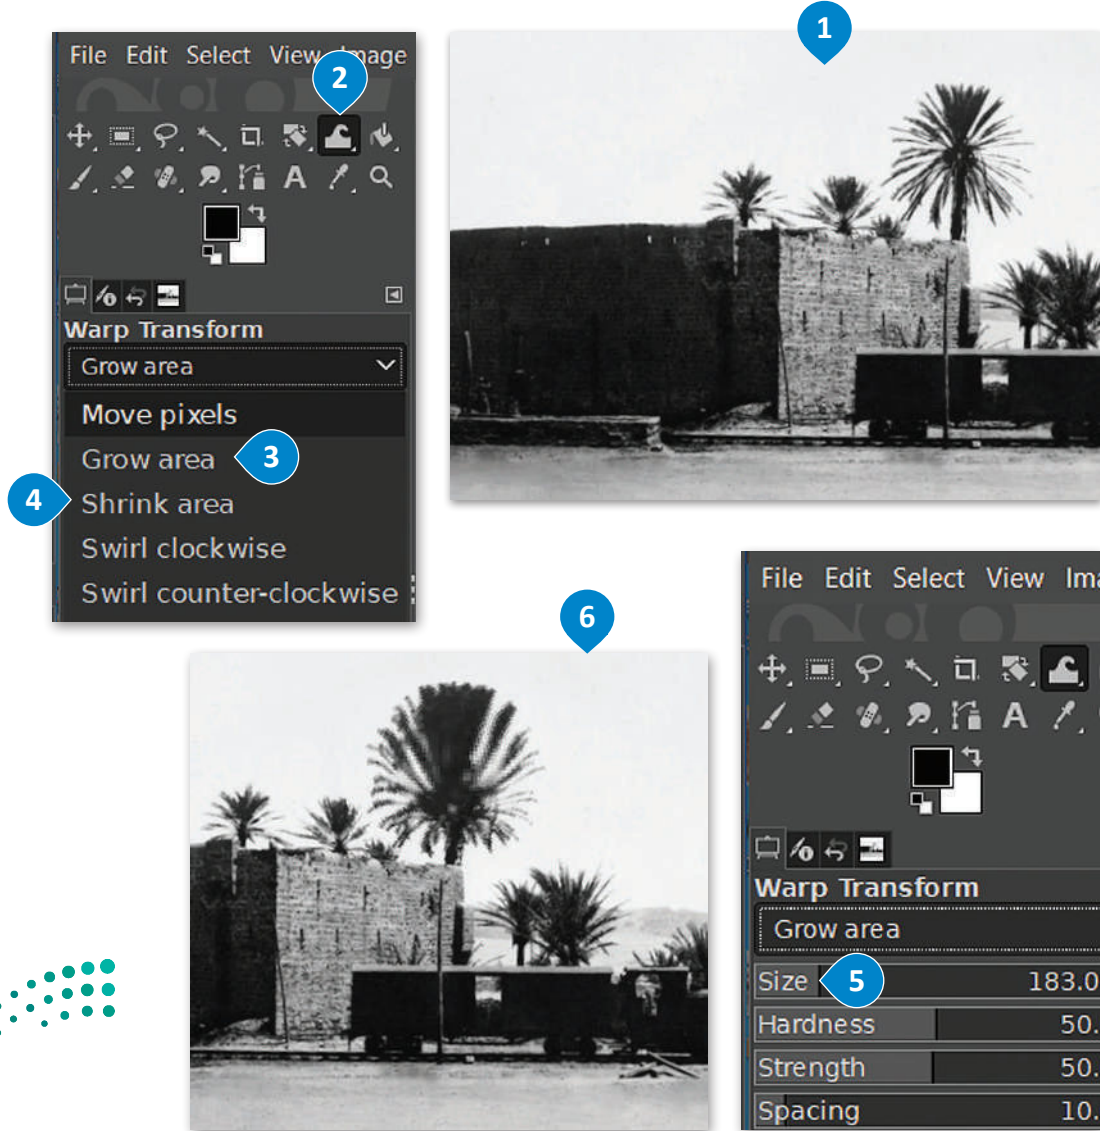 1
File Edit Select View Image
2
A
Warp Transform
Grow area
Move pixels
Grow area
3
4
Shrink area
Swirl clockwise
Swirl counter-clockwise
6
File Edit Select View Ima
A
Warp Transform
Grow area
Size 5 183.0
Hardness 50.
Strength 50.
Spacing 10.